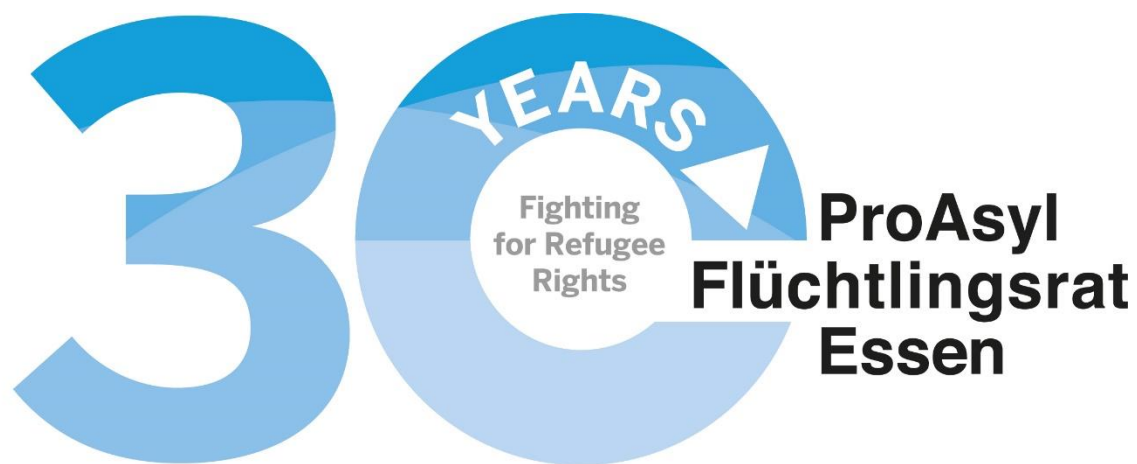 30
YEARS
Fighting
for Refugee
Rights
ProAsyl
Flüchtlingsrat
Essen